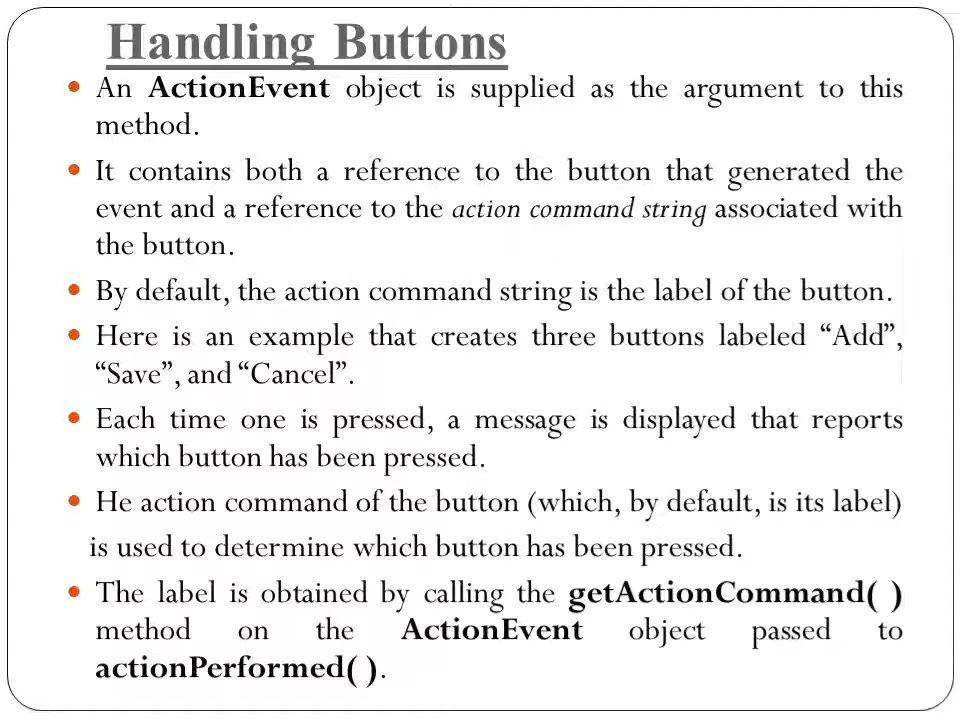 Handling Buttons
An ActionEvent object is supplied as the argument to this
method.
It contains both a reference to the button that generated the
event and a reference to the action command string associated with
the button.
By default, the action command string is the label of the button.
Here is an example that creates three buttons labeled “Add”,
“Save”, and “Cancel”.
Each time one is pressed, a message is displayed that reports
which button has been pressed.
He action command of the button (which, by default, is its label)
is used to determine which button has been pressed.
The label is obtained by calling the getActionCommand( )
method on the ActionEvent object passed to
actionPerformed( ).